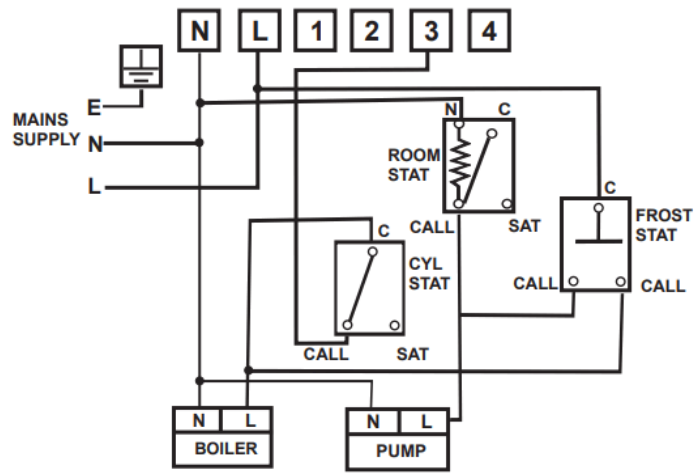 N L 1 2 3 4
E
MAINS
SUPPLY
N
L
N C
ROOM
STAT
CALL SAT
C
FROST
STAT
CALL CALL
C
CYL
STAT
CALL SAT
N L
BOILER
N L
PUMP